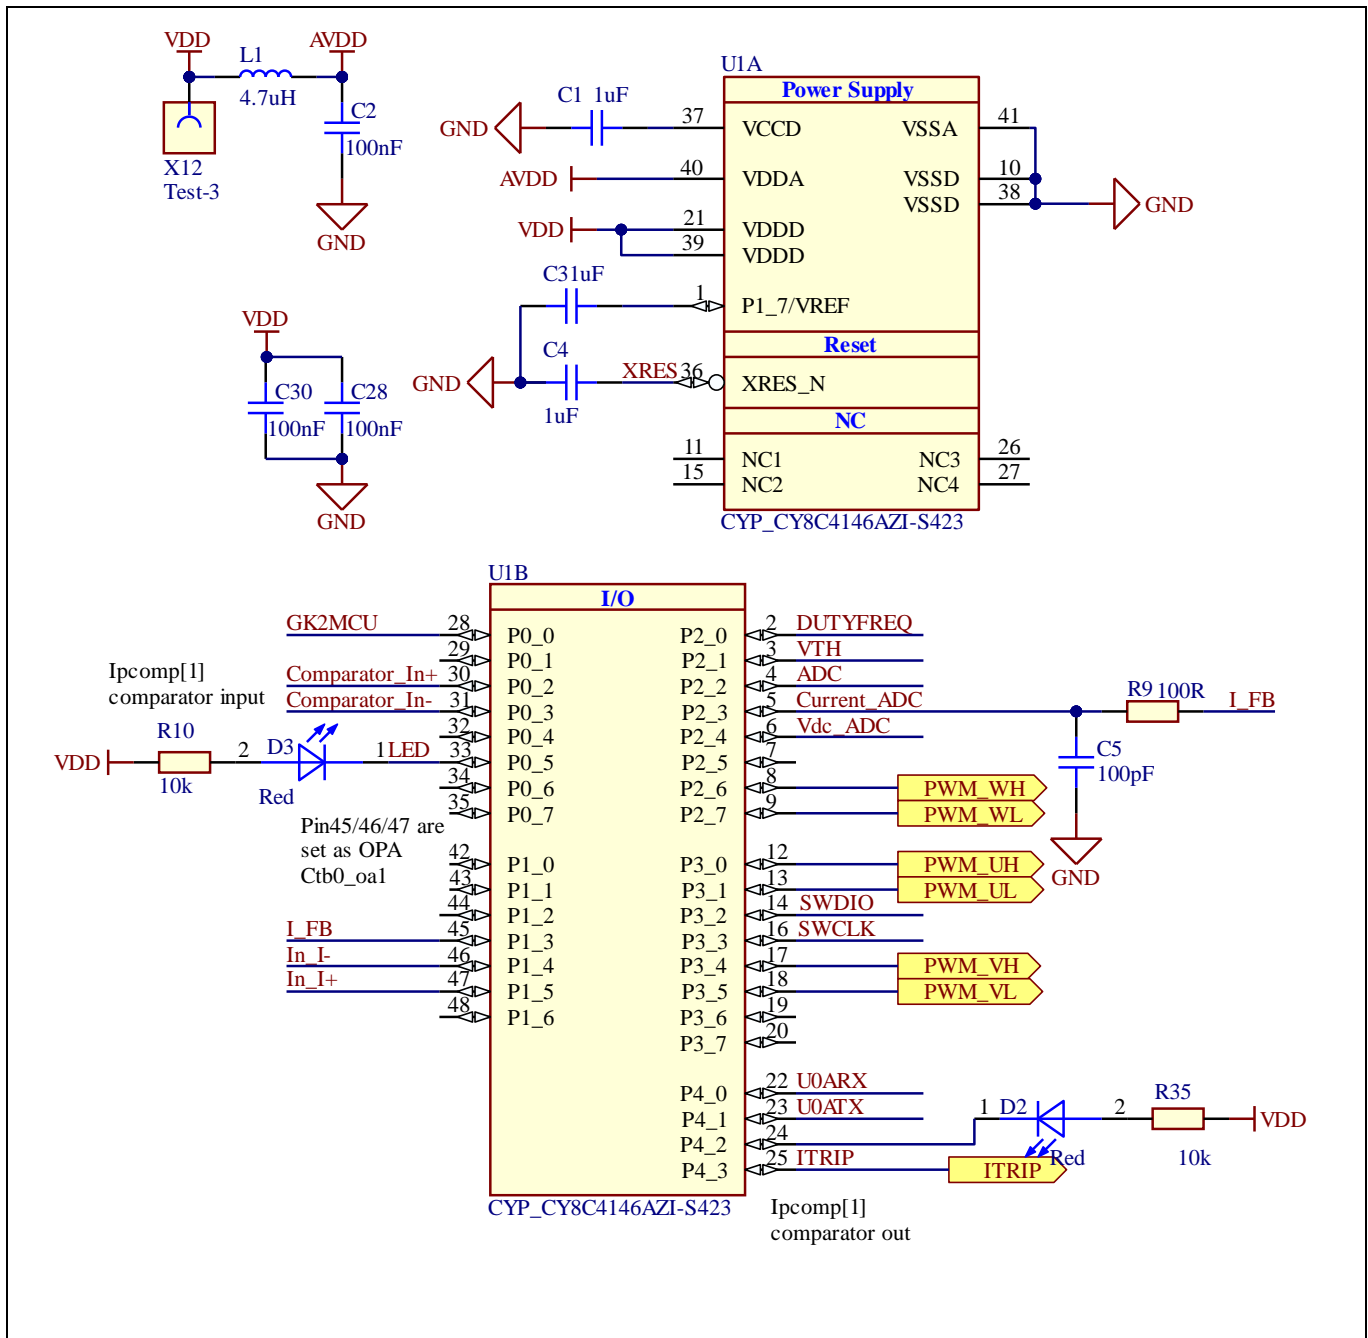 VDD
AVDD
L1
4.7uH
C2
100nF
X12
Test-3
GND
VDD
C30
C28
100nF
100nF
GND
U1A
Power Supply
C1 1uF
GND
37
VCCD
VSSA
41
AVDD
40
VDDA
VSSD
10
VSSD
38
GND
VDD
21
VDDD
39
VDDD
C31uF
1
P1_7/VREF
Reset
C4
GND
XRES
36
XRES_N
1uF
NC
11
NC1
NC3
26
15
NC2
NC4
27
CYP_CY8C4146AZI-S423
U1B
I/O
GK2MCU
28
P0_0
29
P0_1
Ipcomp[1]
comparator input
Comparator_In+
30
P0_2
Comparator_In-
31
P0_3
32
P0_4
R10
VDD
10k
2
D3
Red
1
LED
33
P0_5
34
P0_6
35
P0_7
Pin45/46/47 are
set as OPA
Ctb0_oa1
42
P1_0
43
P1_1
44
P1_2
I_FB
45
P1_3
In_I-
46
P1_4
In_I+
47
P1_5
48
P1_6
P2_0
2
DUTYFREQ
P2_1
3
VTH
P2_2
4
ADC
P2_3
5
Current_ADC
R9 100R
I_FB
C5
100pF
GND
P2_4
6
Vdc_ADC
P2_5
7
P2_6
8
PWM_WH
P2_7
9
PWM_WL
P3_0
12
PWM_UH
P3_1
13
PWM_UL
P3_2
14
SWDIO
P3_3
16
SWCLK
P3_4
17
PWM_VH
P3_5
18
PWM_VL
P3_6
19
P3_7
20
P4_0
22
U0ARX
P4_1
23
U0ATX
P4_2
24
1
D2
Red
2
R35
10k
VDD
P4_3
25
ITRIP
ITRIP
CYP_CY8C4146AZI-S423
Ipcomp[1]
comparator out